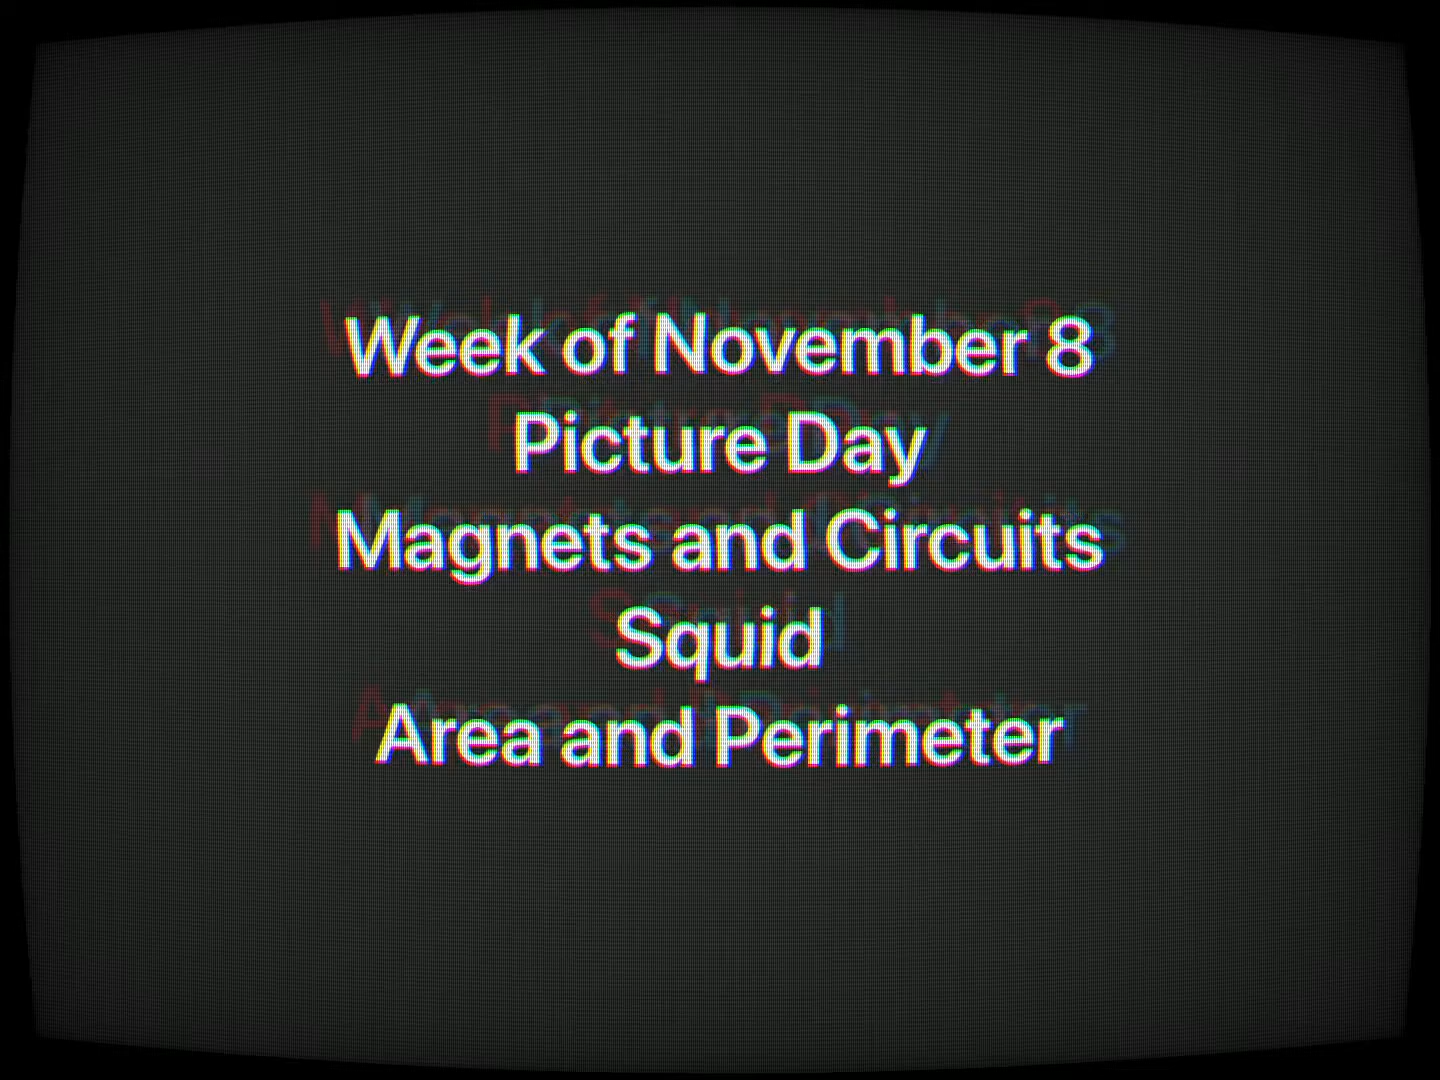 Week of November 8
Picture Day
Magnets and Circuits
Squid
Area and Perimeter